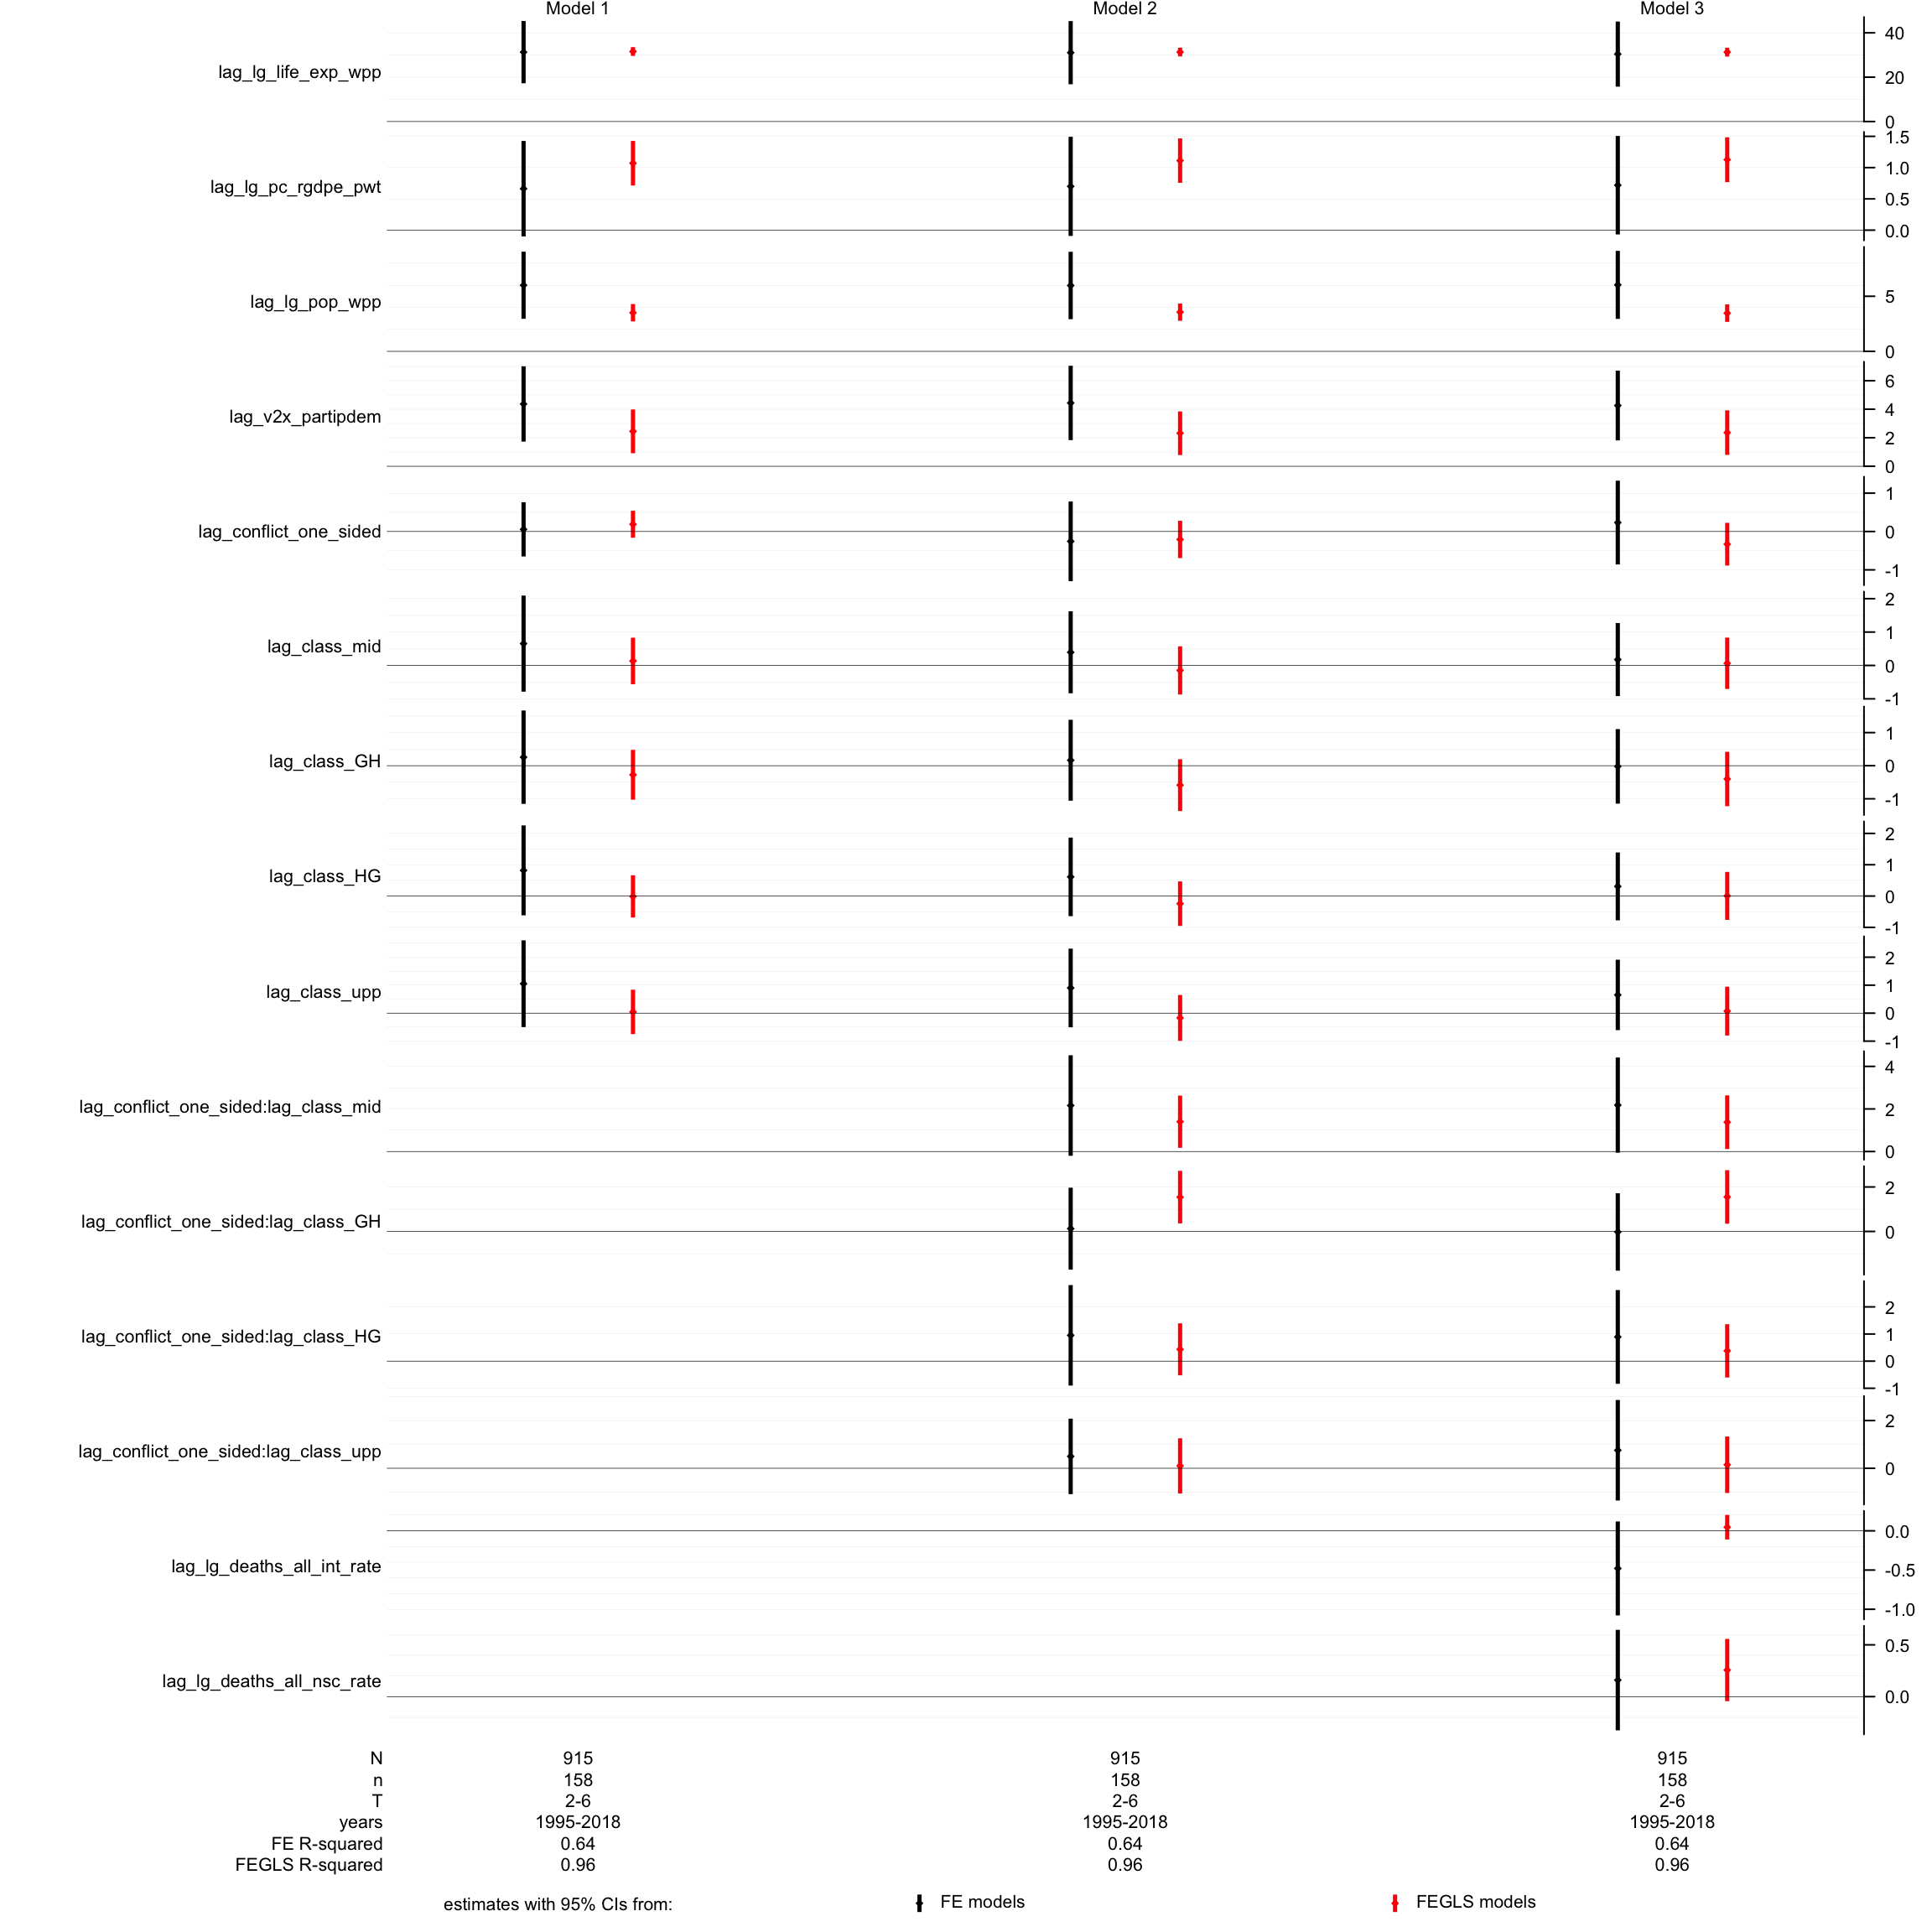 Model 1 Model 2 Model 3
lag_lg_life_exp_wpp
40
20
0
lag_lg_pc_rgdpe_pwt
1.5
1.0
0.5
0.0
lag_lg_pop_wpp
5
0
lag_v2x_partipdem
6
4
2
0
lag_conflict_one_sided
1
0
-1
lag_class_mid
2
1
0
-1
lag_class_GH
1
0
-1
lag_class_HG
2
1
0
-1
lag_class_upp
2
1
0
-1
lag_conflict_one_sided:lag_class_mid
4
2
0
lag_conflict_one_sided:lag_class_GH
2
0
lag_conflict_one_sided:lag_class_HG
2
1
0
-1
lag_conflict_one_sided:lag_class_upp
2
0
lag_lg_deaths_all_int_rate
0.0
-0.5
-1.0
lag_lg_deaths_all_nsc_rate
0.5
0.0
N 915 915 915
n 158 158 158
T 2-6 2-6 2-6
years 1995-2018 1995-2018 1995-2018
FE R-squared 0.64 0.64 0.64
FEGLS R-squared 0.96 0.96 0.96
estimates with 95% CIs from: FE models FEGLS models